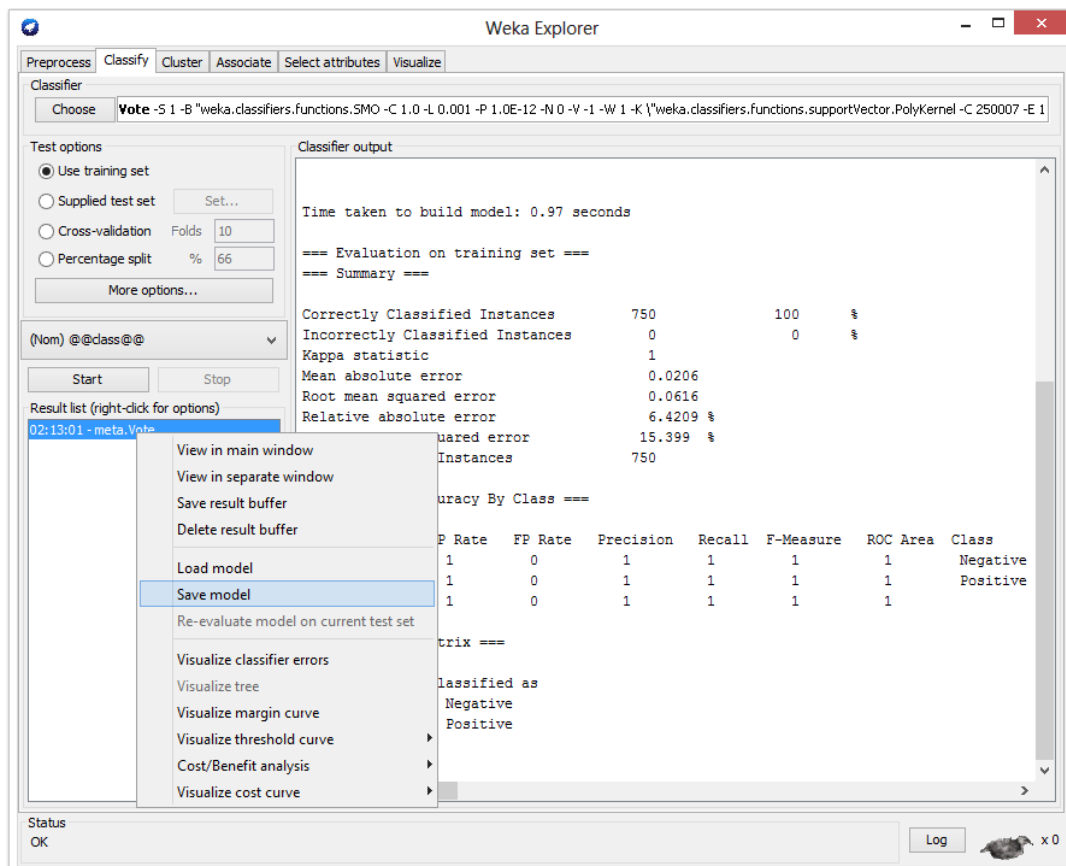 Weka Explorer
Preprocess Classify Cluster Associate Select attributes Visualize
Classifier
Choose Vote -S 1 -B "weka.classifiers.functions.SMO -C 1.0 -L 0.001 -P 1.0E-12 -N 0 -V -1 -W 1 -K \"weka.classifiers.functions.supportVector.PolyKernel -C 250007 -E 1
Test options
Use training set
Supplied test set Set...
Cross-validation Folds 10
Percentage split % 66
More options...
(Nom) @@class@@
Start Stop
Result list (right-click for options)
02:13:01 - meta.Vote
View in main window
View in separate window
Save result buffer
Delete result buffer
Load model
Save model
Re-evaluate model on current test set
Visualize classifier errors
Visualize tree
Visualize margin curve
Visualize threshold curve
Cost/Benefit analysis
Visualize cost curve
Classifier output
Time taken to build model: 0.97 seconds
=== Evaluation on training set ===
=== Summary ===
Correctly Classified Instances 750 100 %
Incorrectly Classified Instances 0 0 %
Kappa statistic 1
Mean absolute error 0.0206
Root mean squared error 0.0616
Relative absolute error 6.4209 %
uared error 15.399 %
Instances 750
uracy By Class ===
P Rate FP Rate Precision Recall F-Measure ROC Area Class
1 0 1 1 1 1 Negative
1 0 1 1 1 1 Positive
1 0 1 1 1 1
trix ===
lassified as
Negative
Positive
Status
OK
Log x 0